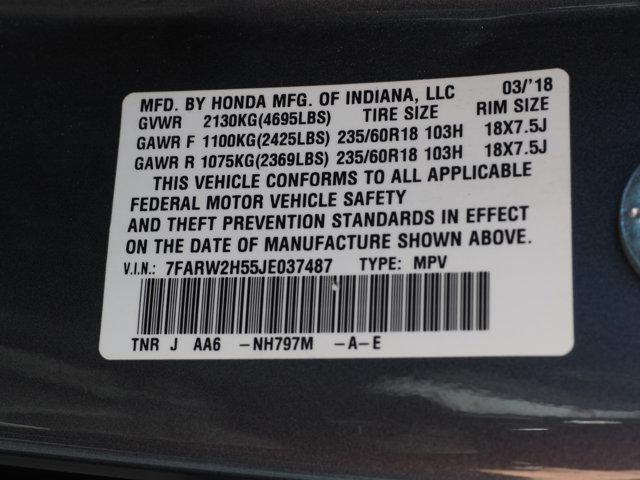 MFD. BY HONDA MFG. OF INDIANA, LLC 03/'18
GVWR 2130KG(4695LBS) TIRE SIZE RIM SIZE
GAWR F 1100KG(2425LBS) 235/60R18 103H 18X7.5J
GAWR R 1075KG(2369LBS) 235/60R18 103H 18X7.5J
THIS VEHICLE CONFORMS TO ALL APPLICABLE
FEDERAL MOTOR VEHICLE SAFETY
AND THEFT PREVENTION STANDARDS IN EFFECT
ON THE DATE OF MANUFACTURE SHOWN ABOVE.
V.I.N.: 7FARW2H55JE037487 TYPE: MPV
TNR J AA6 -NH797M -A-E